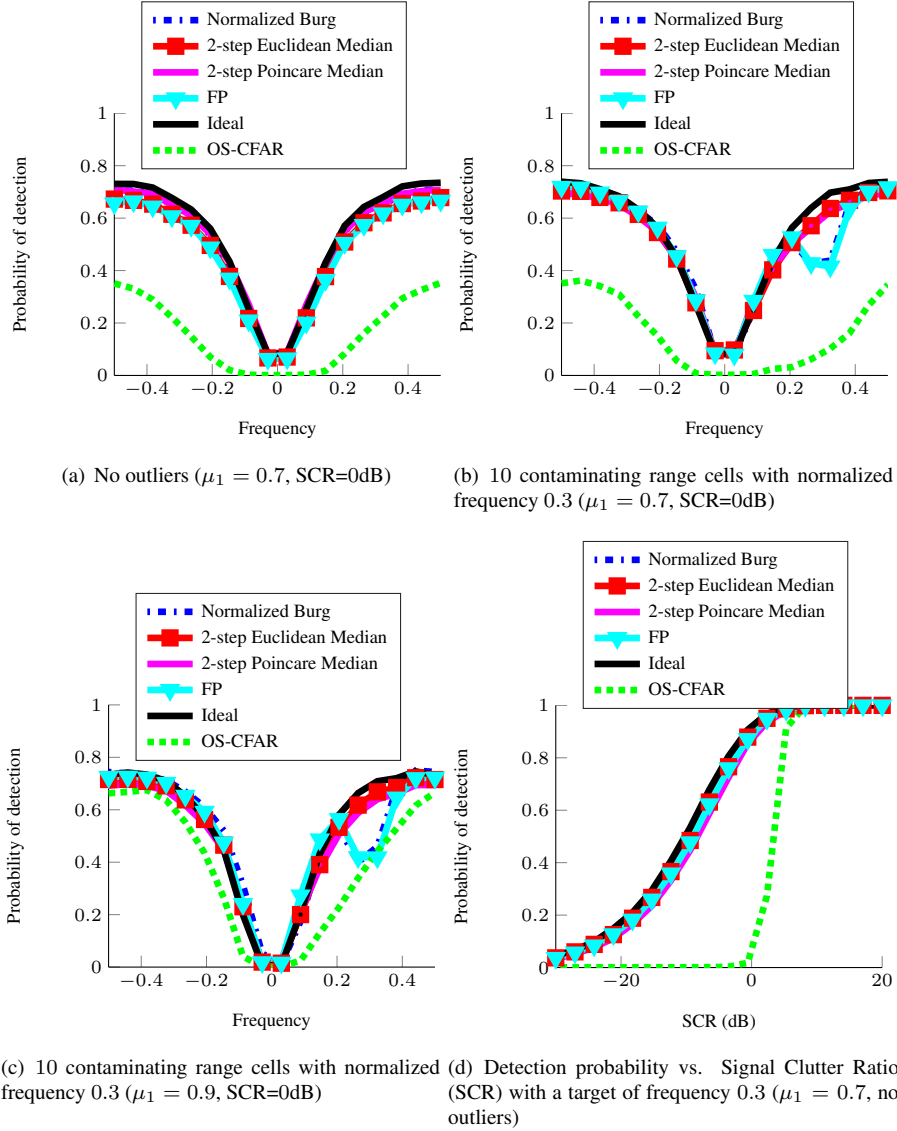 Normalized Burg
2-step Euclidean Median
2-step Poincare Median
FP
Ideal
OS-CFAR
1
0.8
0.6
0.4
0.2
0
Probability of detection
−0.4
−0.2
0
0.2
0.4
Frequency
(a) No outliers (μ1 = 0.7, SCR=0dB)
Normalized Burg
2-step Euclidean Median
2-step Poincare Median
FP
Ideal
OS-CFAR
1
0.8
0.6
0.4
0.2
0
Probability of detection
−0.4
−0.2
0
0.2
0.4
Frequency
(b) 10 contaminating range cells with normalized
frequency 0.3 (μ1 = 0.7, SCR=0dB)
Normalized Burg
2-step Euclidean Median
2-step Poincare Median
FP
Ideal
OS-CFAR
1
0.8
0.6
0.4
0.2
0
Probability of detection
−0.4
−0.2
0
0.2
0.4
Frequency
(c) 10 contaminating range cells with normalized
frequency 0.3 (μ1 = 0.9, SCR=0dB)
Normalized Burg
2-step Euclidean Median
2-step Poincare Median
FP
Ideal
OS-CFAR
1
0.8
0.6
0.4
0.2
0
Probability of detection
−20
0
20
SCR (dB)
(d) Detection probability vs. Signal Clutter Ratio
(SCR) with a target of frequency 0.3 (μ1 = 0.7, no
outliers)